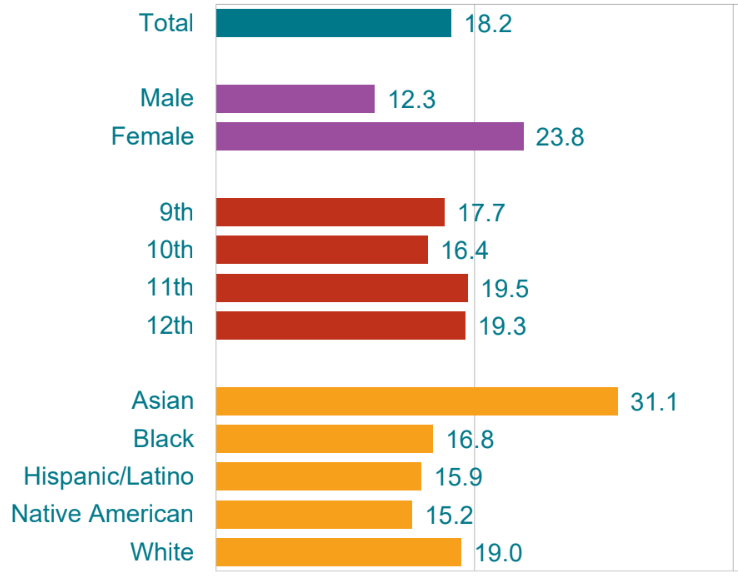 Total 18.2
Male 12.3
Female 23.8
9th 17.7
10th 16.4
11th 19.5
12th 19.3
Asian 31.1
Black 16.8
Hispanic/Latino 15.9
Native American 15.2
White 19.0